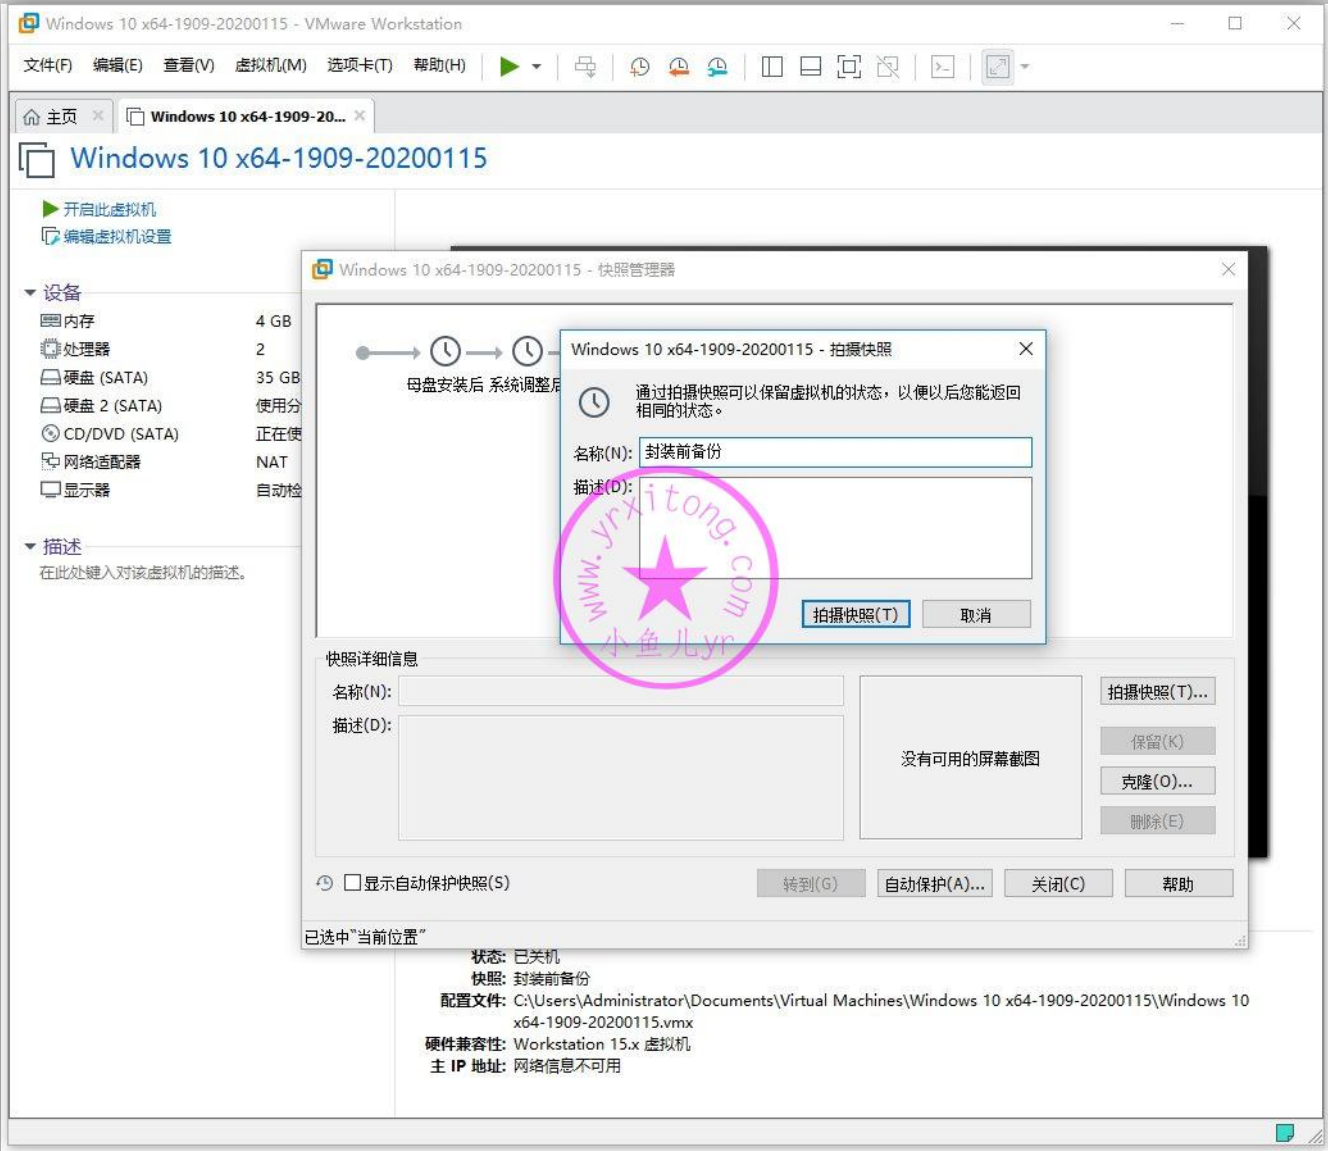 Windows 10 x64-1909-20200115 - VMware Workstation
文件(F) 编辑(E) 查看(V) 虚拟机(M) 选项卡(T) 帮助(H)
主页
Windows 10 x64-1909-20...
Windows 10 x64-1909-20200115
开启此虚拟机
编辑虚拟机设置
设备
内存 4 GB
处理器 2
硬盘 (SATA) 35 GB
硬盘 2 (SATA) 使用分
CD/DVD (SATA) 正在使
网络适配器 NAT
显示器 自动检
描述
在此处键入对该虚拟机的描述。
Windows 10 x64-1909-20200115 - 快照管理器
母盘安装后 系统调整后
Windows 10 x64-1909-20200115 - 拍摄快照
通过拍摄快照可以保留虚拟机的状态，以便以后您能返回
相同的状态。
名称(N): 封装前备份
描述(D):
拍摄快照(T) 取消
www.yrxitong.com
小鱼儿yr
快照详细信息
名称(N):
描述(D):
没有可用的屏幕截图
拍摄快照(T)...
保留(K)
克隆(O)...
删除(E)
显示自动保护快照(S)
转到(G) 自动保护(A)... 关闭(C) 帮助
已选中"当前位置"
状态: 已关机
快照: 封装前备份
配置文件: C:\Users\Administrator\Documents\Virtual Machines\Windows 10 x64-1909-20200115\Windows 10
x64-1909-20200115.vmx
硬件兼容性: Workstation 15.x 虚拟机
主 IP 地址: 网络信息不可用